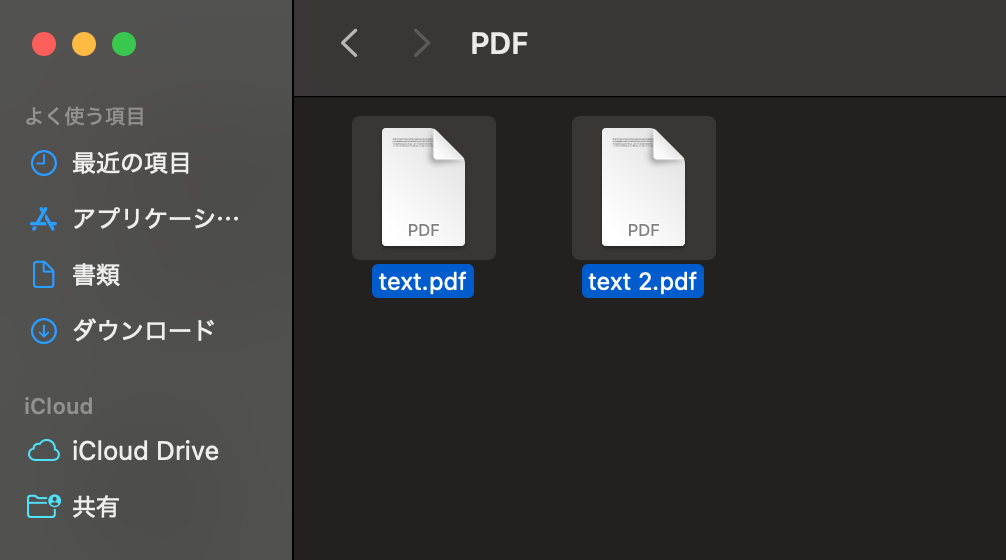 PDF
よく使う項目
最近の項目
アプリケーシ…
書類
ダウンロード
iCloud
iCloud Drive
共有
PDF
PDF
text.pdf
text 2.pdf